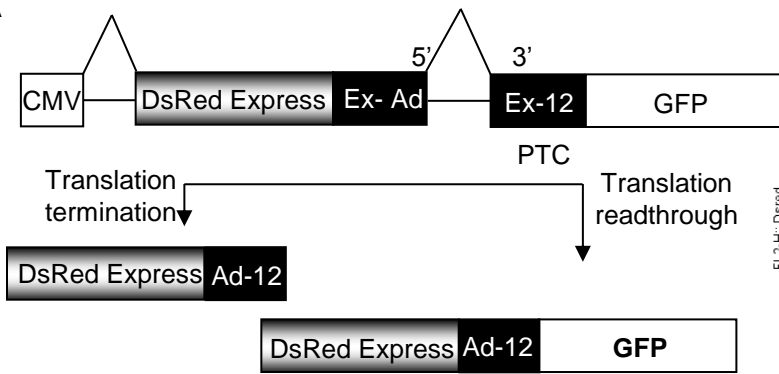 5’ 3’
CMV DsRed Express Ex- Ad Ex-12 GFP
PTC
Translation
termination
Translation
readthrough
DsRed Express Ad-12
DsRed Express Ad-12 GFP